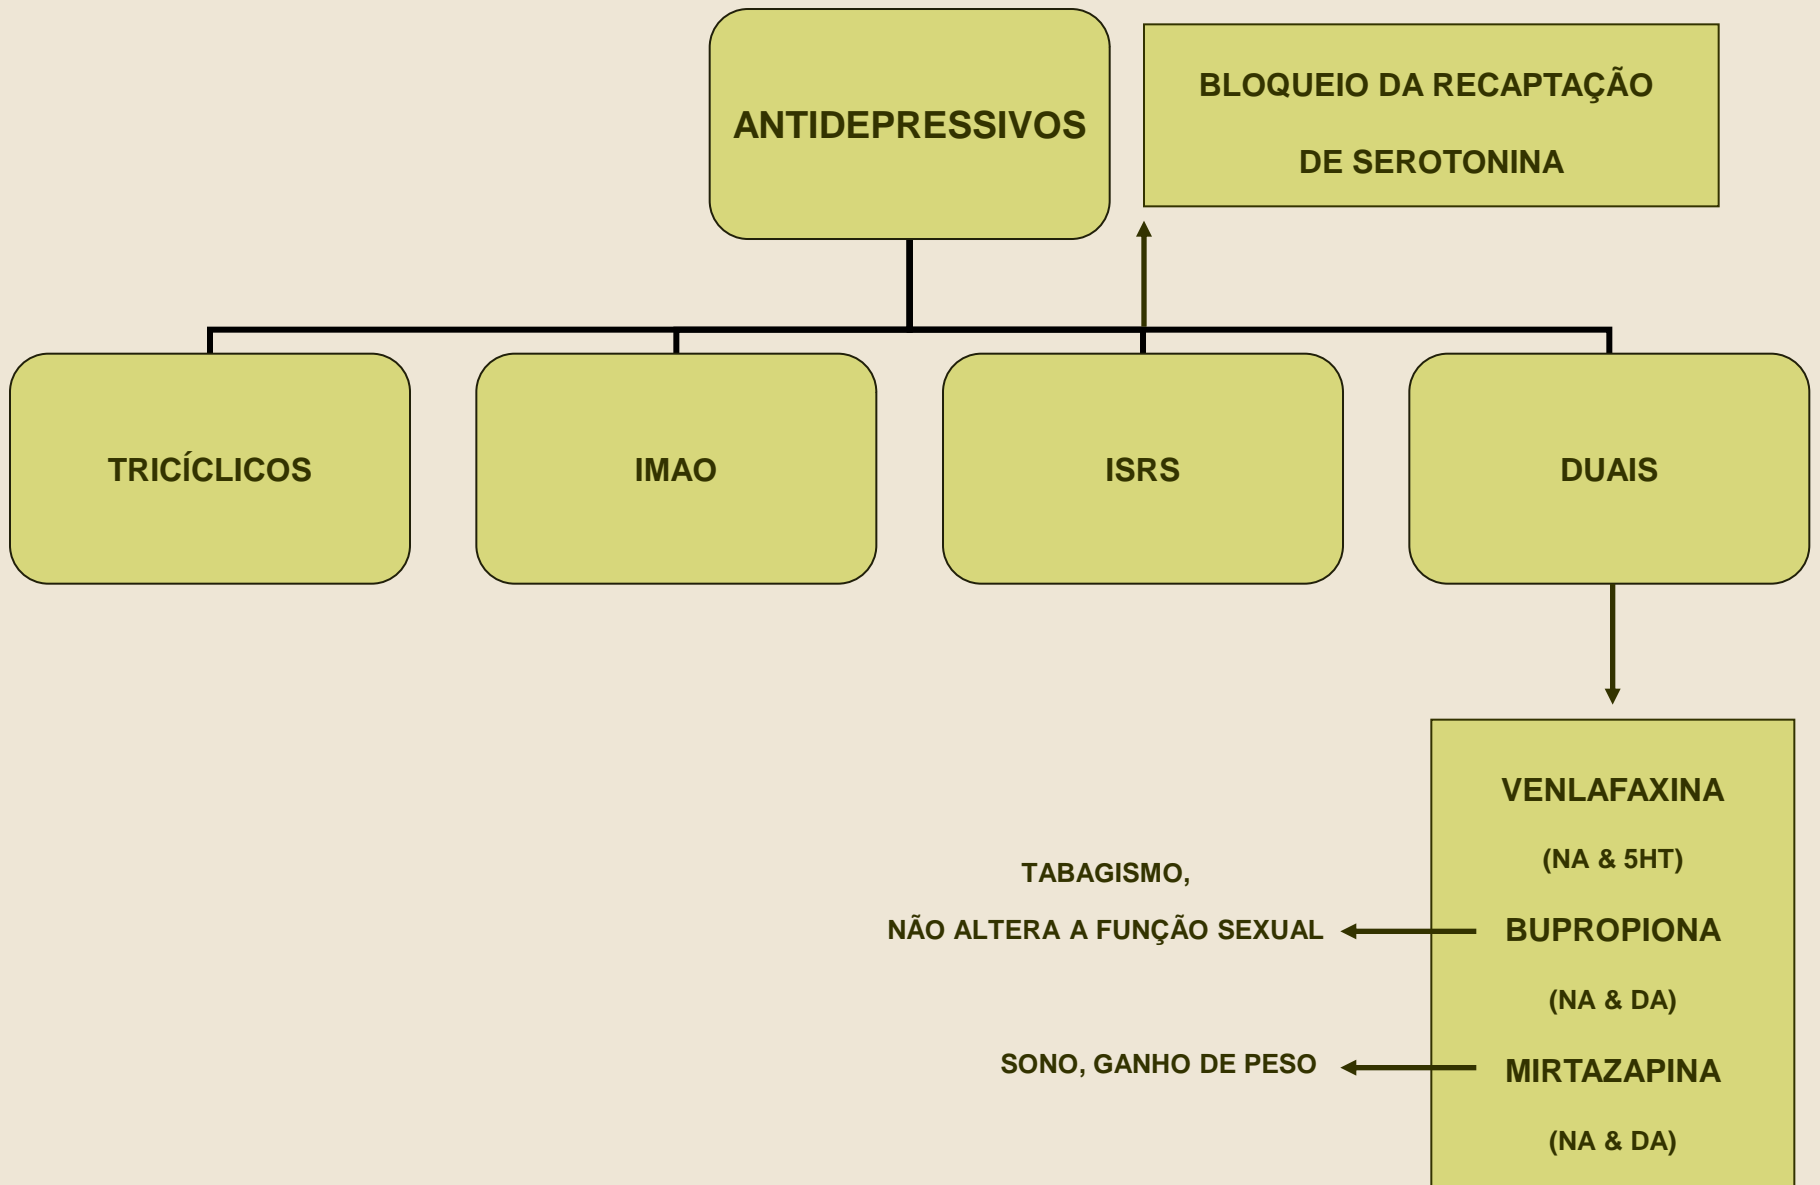 ANTIDEPRESSIVOS
BLOQUEIO DA RECAPTAÇÃO
DE SEROTONINA
TRICÍCLICOS
IMAO
ISRS
DUAIS
VENLAFAXINA
(NA & 5HT)
TABAGISMO,
NÃO ALTERA A FUNÇÃO SEXUAL
BUPROPIONA
(NA & DA)
SONO, GANHO DE PESO
MIRTAZAPINA
(NA & DA)